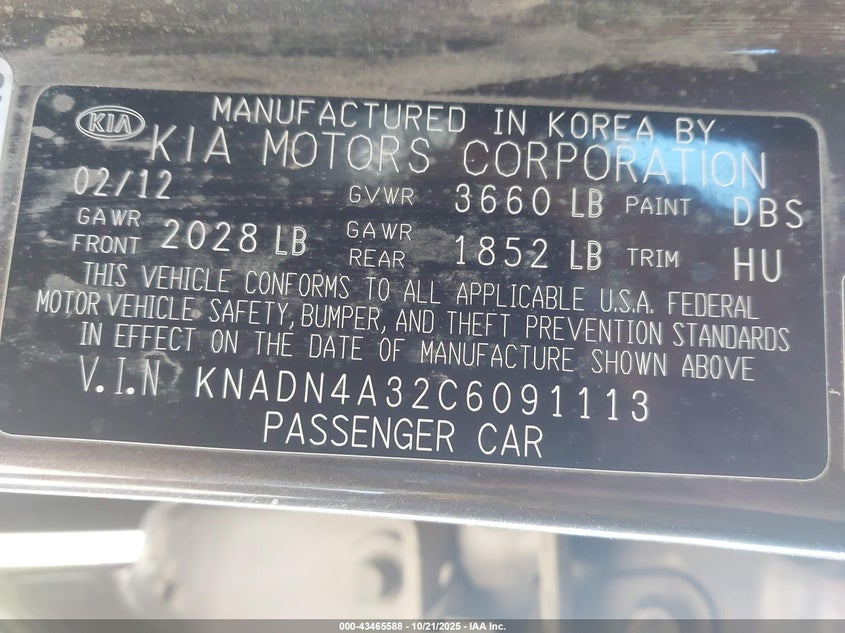 KIA MANUFACTURED IN KOREA BY
KIA MOTORS CORPORATION
02/12 GVWR 3660 LB PAINT DBS
GAWR FRONT 2028 LB GAWR REAR 1852 LB TRIM HU
THIS VEHICLE CONFORMS TO ALL APPLICABLE U.S.A. FEDERAL
MOTOR VEHICLE SAFETY, BUMPER, AND THEFT PREVENTION STANDARDS
IN EFFECT ON THE DATE OF MANUFACTURE SHOWN ABOVE
V.I.N KNADN4A32C6091113
PASSENGER CAR
000-43465588 - 10/21/2025 - IAA Inc.